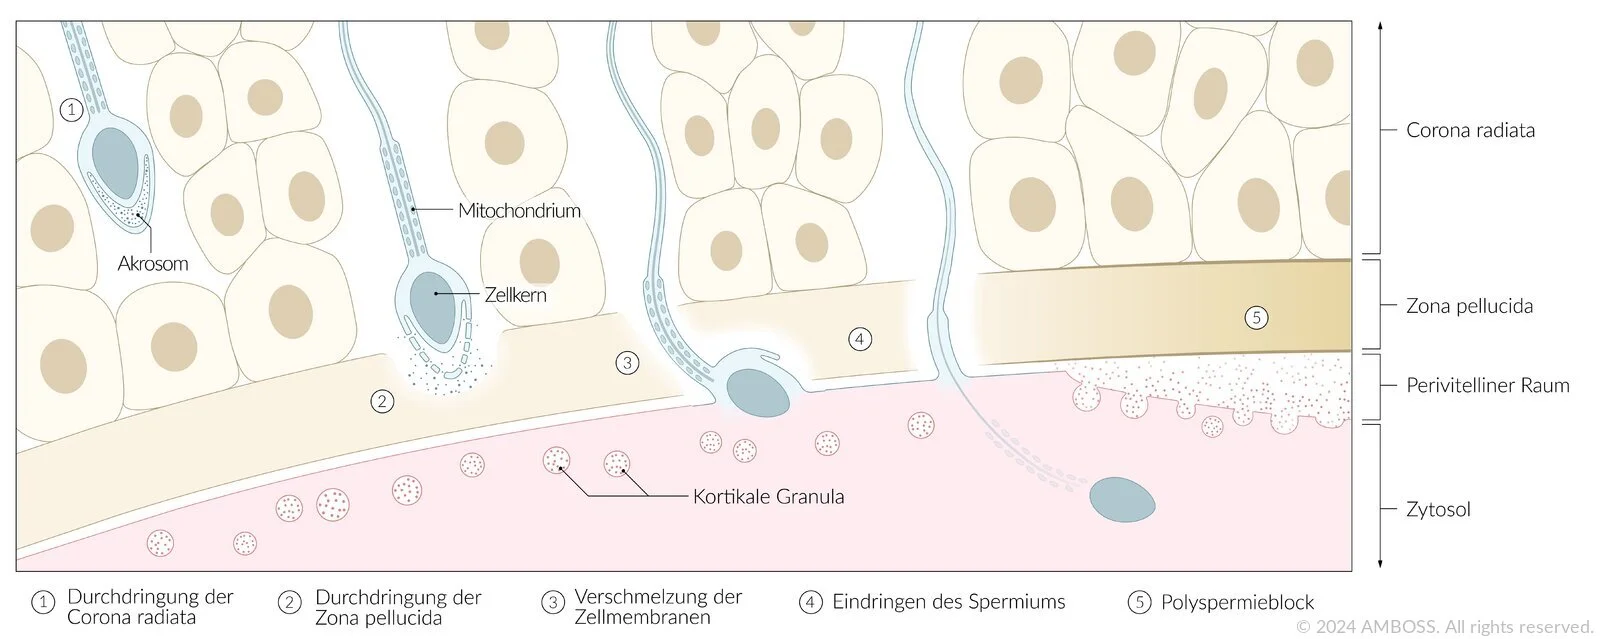 1
Akrosom
Mitochondrium
Zellkern
2
3
4
5
Kortikale Granula
Corona radiata
Zona pellucida
Perivitelliner Raum
Zytosol
1 Durchdringung der
Corona radiata
2 Durchdringung der
Zona pellucida
3 Verschmelzung der
Zellmembranen
4 Eindringen des Spermiums
5 Polyspermieblock
© 2024 AMBOSS. All rights reserved.